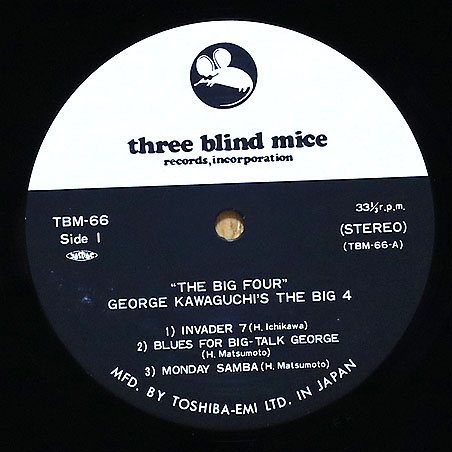 three blind mice
records, incorporation
TBM-66
Side 1
33⅓ r.p.m.
(STEREO)
(TBM-66-A)
"THE BIG FOUR"
GEORGE KAWAGUCHI'S THE BIG 4
1) INVADER 7 (H. Ichikawa)
2) BLUES FOR BIG-TALK GEORGE
(H. Matsumoto)
3) MONDAY SAMBA (H. Matsumoto)
MFD. BY TOSHIBA-EMI LTD. IN JAPAN